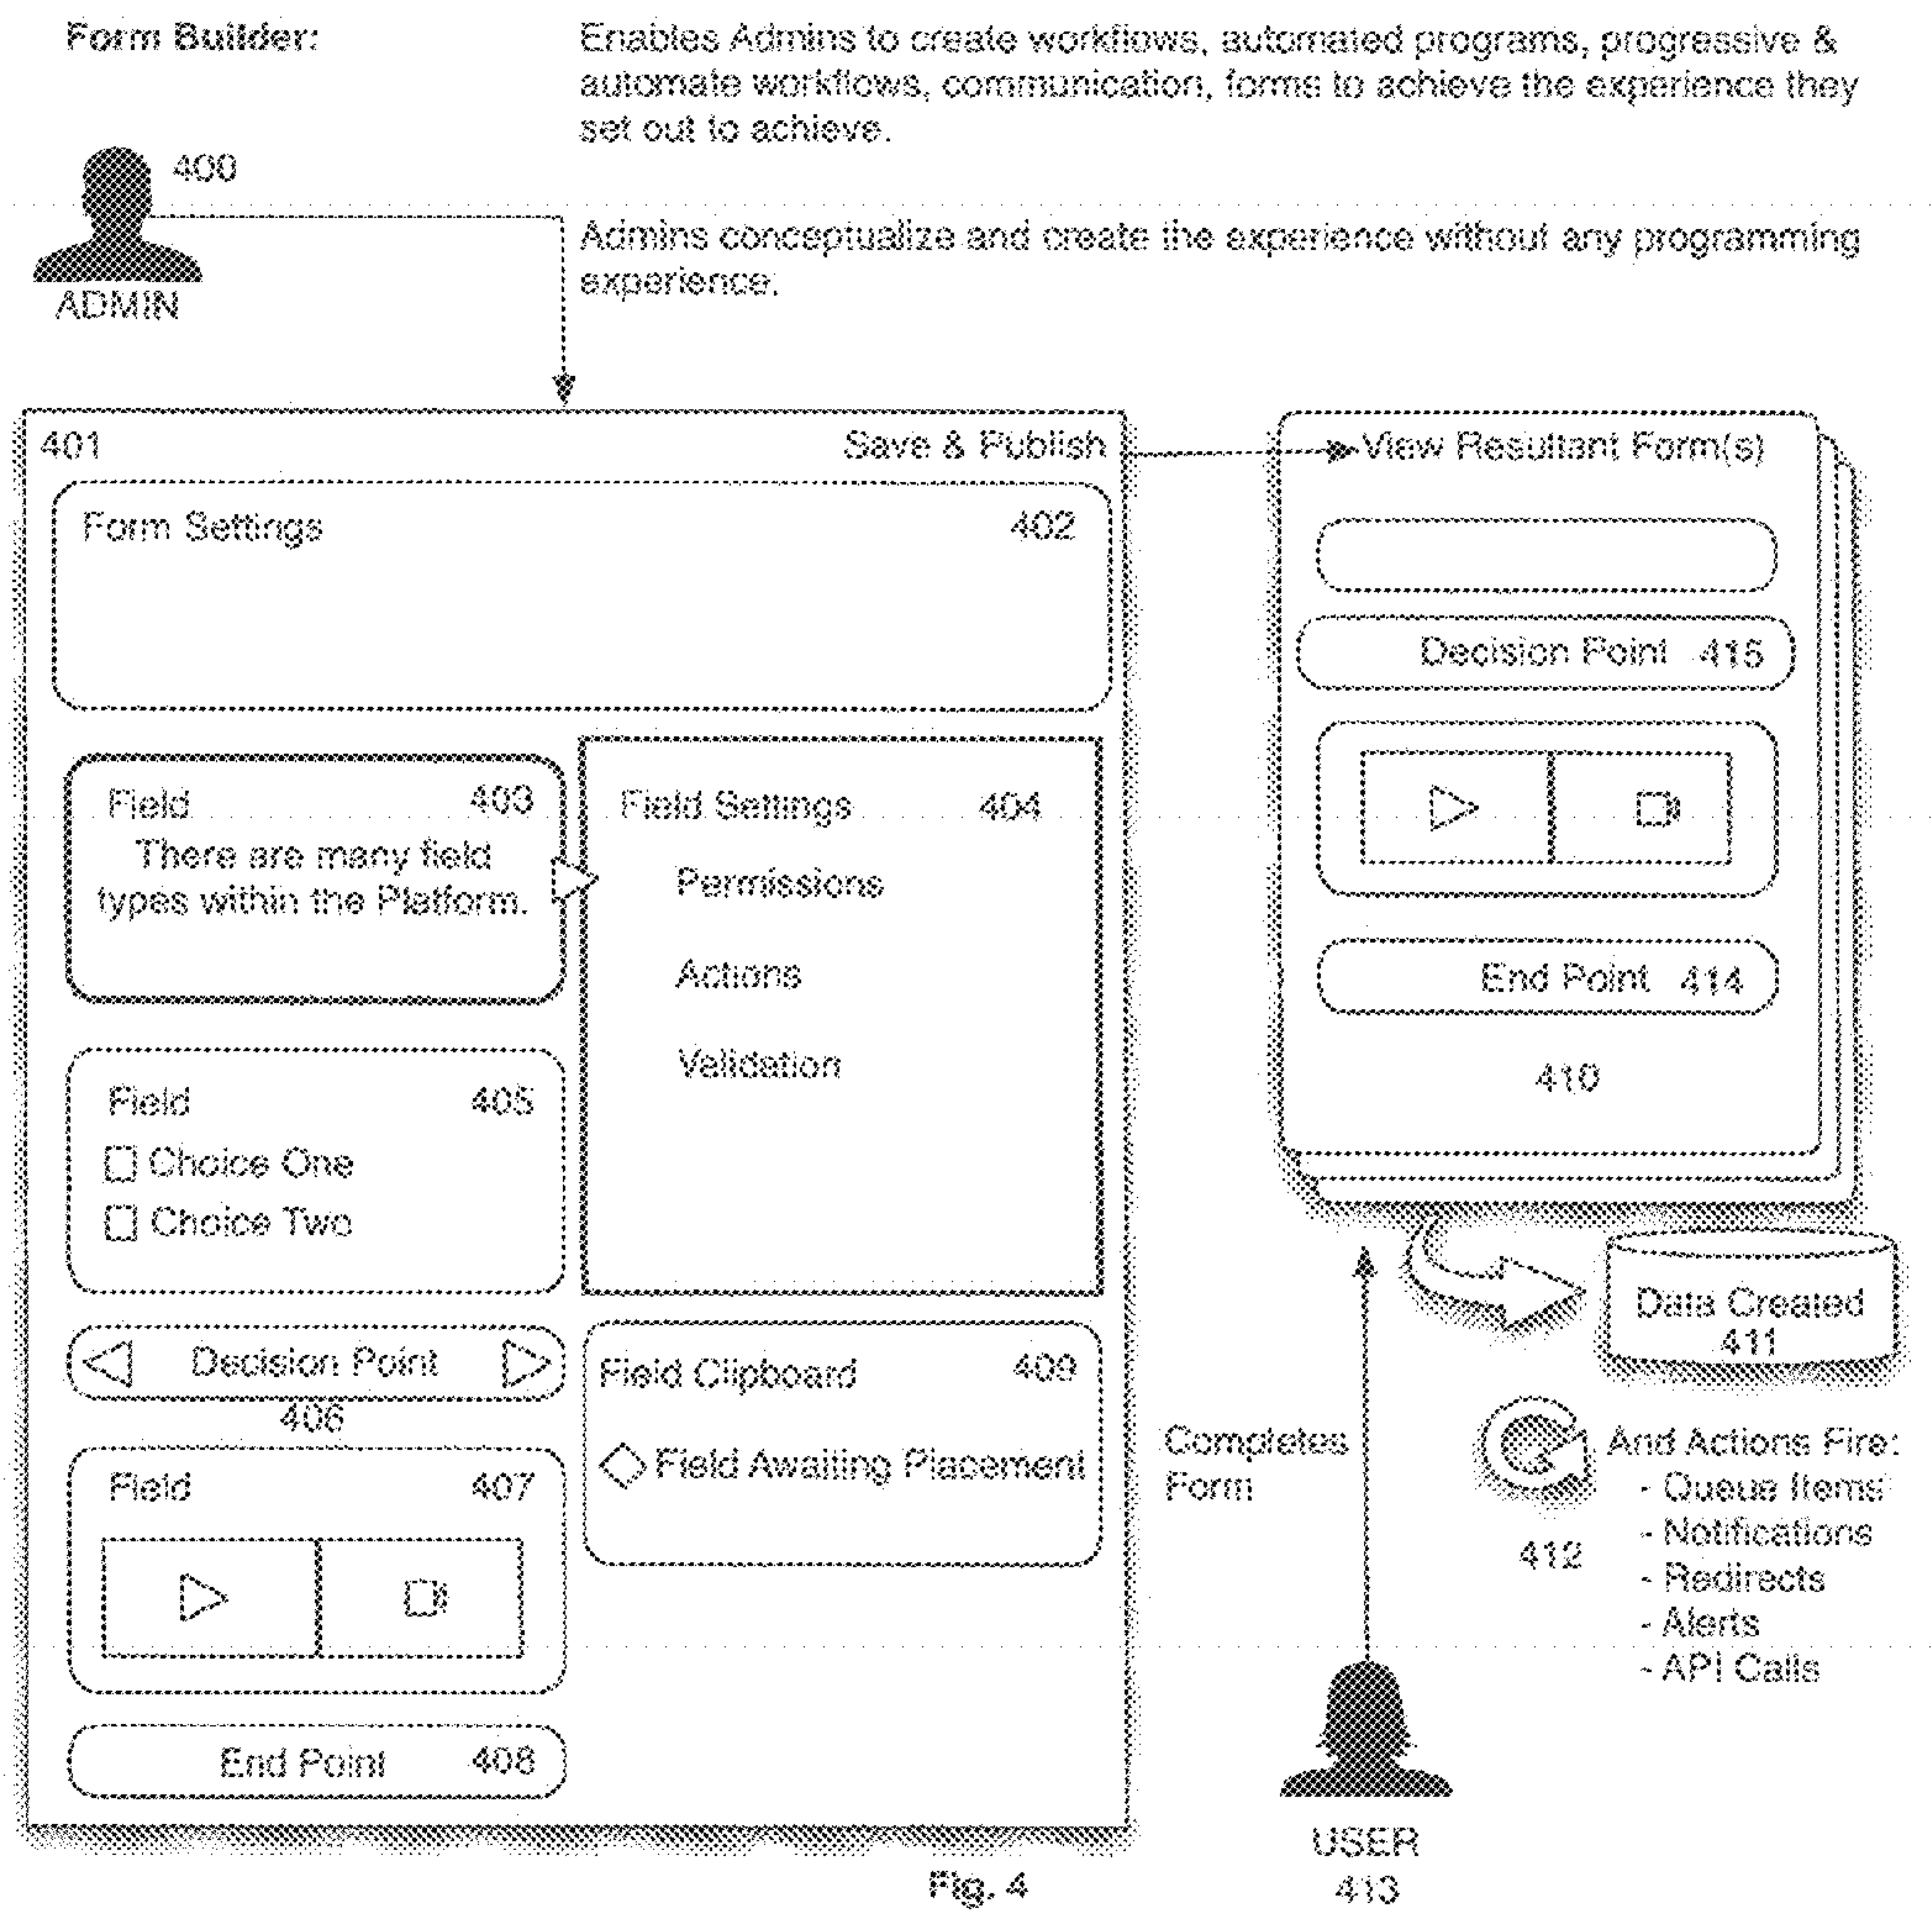 Form Builder:
Enables Admins to create workflows, automated programs, progressive &
automate workflows, communication, forms to achieve the experience they
set out to achieve.
400
ADMIN
Admins conceptualize and create the experience without any programming
experience.
401
Save & Publish
Form Settings
402
Field
403
There are many field
types within the Platform.
Field Settings
404
Permissions
Actions
Validation
Field
405
Choice One
Choice Two
Decision Point
406
Field Clipboard
409
Field Awaiting Placement
Field
407
End Point
408
View Resultant Form(s)
Decision Point
415
End Point
414
410
Data Created
411
Completes
Form
412
And Actions Fire:
- Queue Items
- Notifications
- Redirects
- Alerts
- API Calls
USER
413
Fig. 4